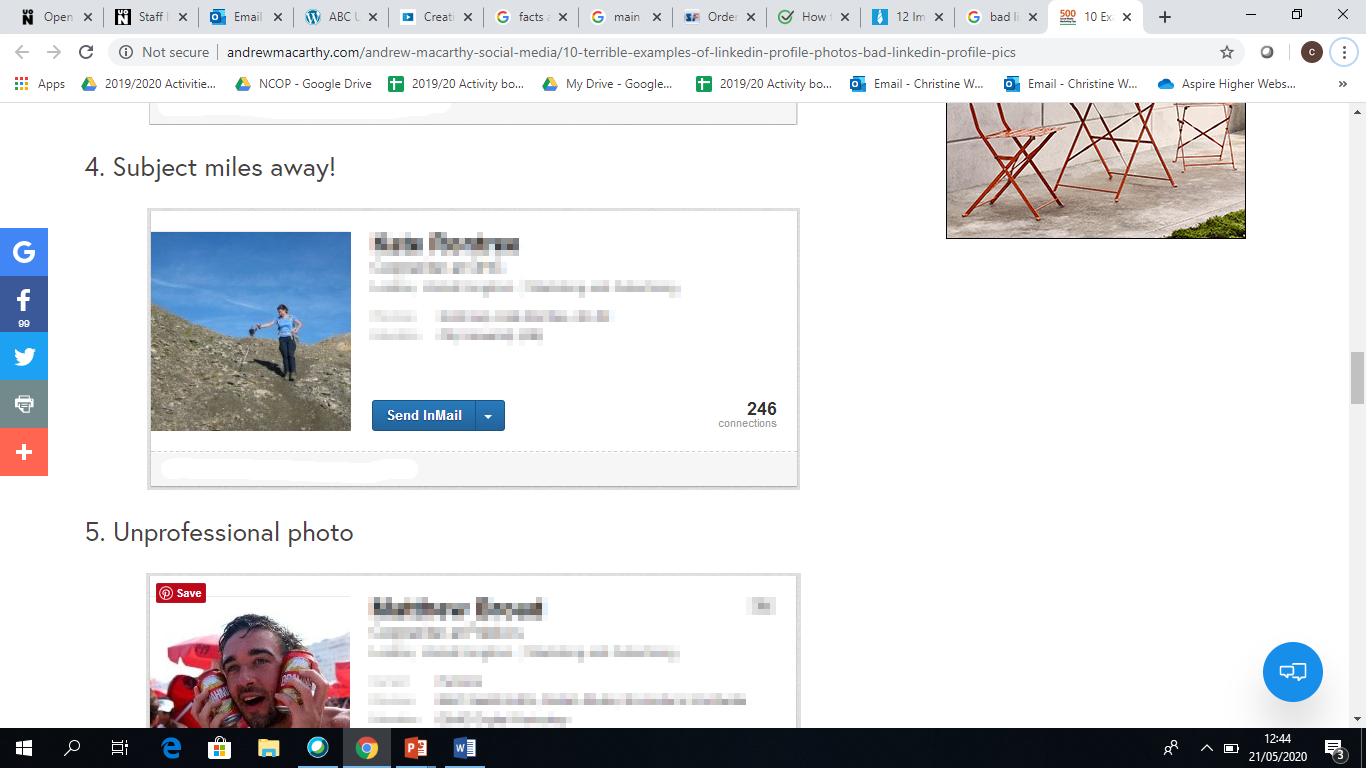 Open
Staff
Email
ABC U
Creati
facts a
main
Order
How t
12 Im
bad li
10 Ex
Not secure
andrewmacarthy.com/andrew-macarthy-social-media/10-terrible-examples-of-linkedin-profile-photos-bad-linkedin-profile-pics
c
Apps
2019/2020 Activitie...
NCOP - Google Drive
2019/20 Activity bo...
My Drive - Google...
2019/20 Activity bo...
Email - Christine W...
Email - Christine W...
Aspire Higher Webs...
»
4. Subject miles away!
99
Send InMail
246
connections
5. Unprofessional photo
Save
12:44
21/05/2020
3